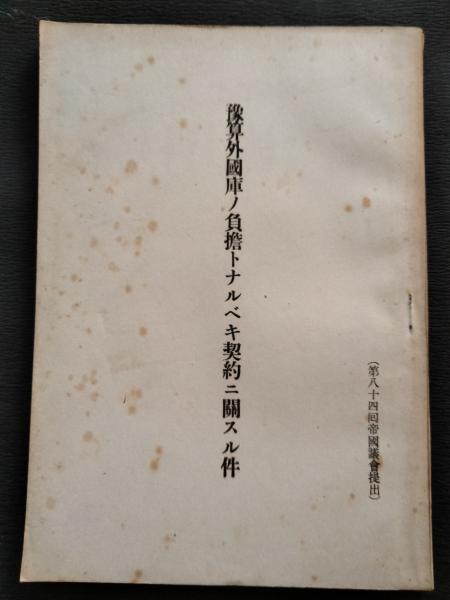 （第八十四囘帝國議會提出）
豫算外國庫ノ負擔トナルベキ契約ニ關スル件